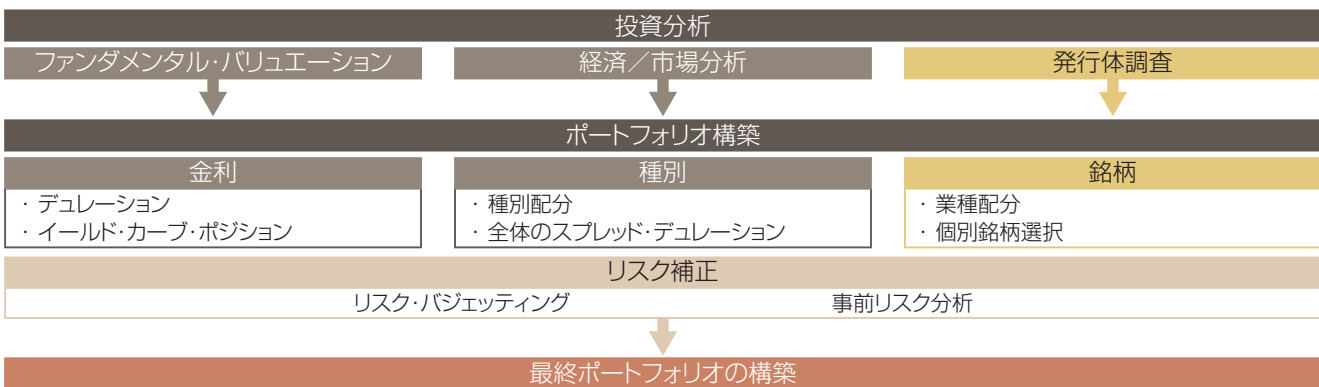 投資分析
ファンダメンタル・バリュエーション
経済／市場分析
発行体調査
ポートフォリオ構築
金利
種別
銘柄
・ デュレーション
・ イールド・カーブ・ポジション
・ 種別配分
・ 全体のスプレッド・デュレーション
・ 業種配分
・ 個別銘柄選択
リスク補正
リスク・バジェッティング
事前リスク分析
最終ポートフォリオの構築